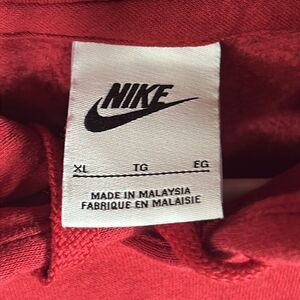 NIKE
XL TG EG
MADE IN MALAYSIA
FABRIQUE EN MALAISIE